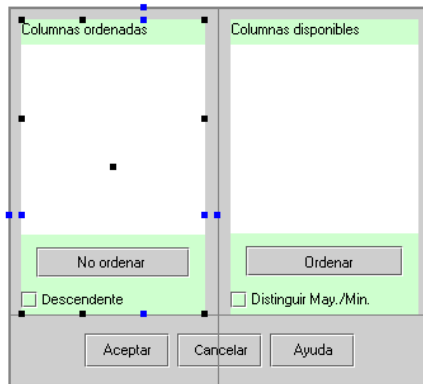 Columnas ordenadas
Columnas disponibles
No ordenar
Ordenar
Descendente
Distinguir May./Min.
Aceptar
Cancelar
Ayuda